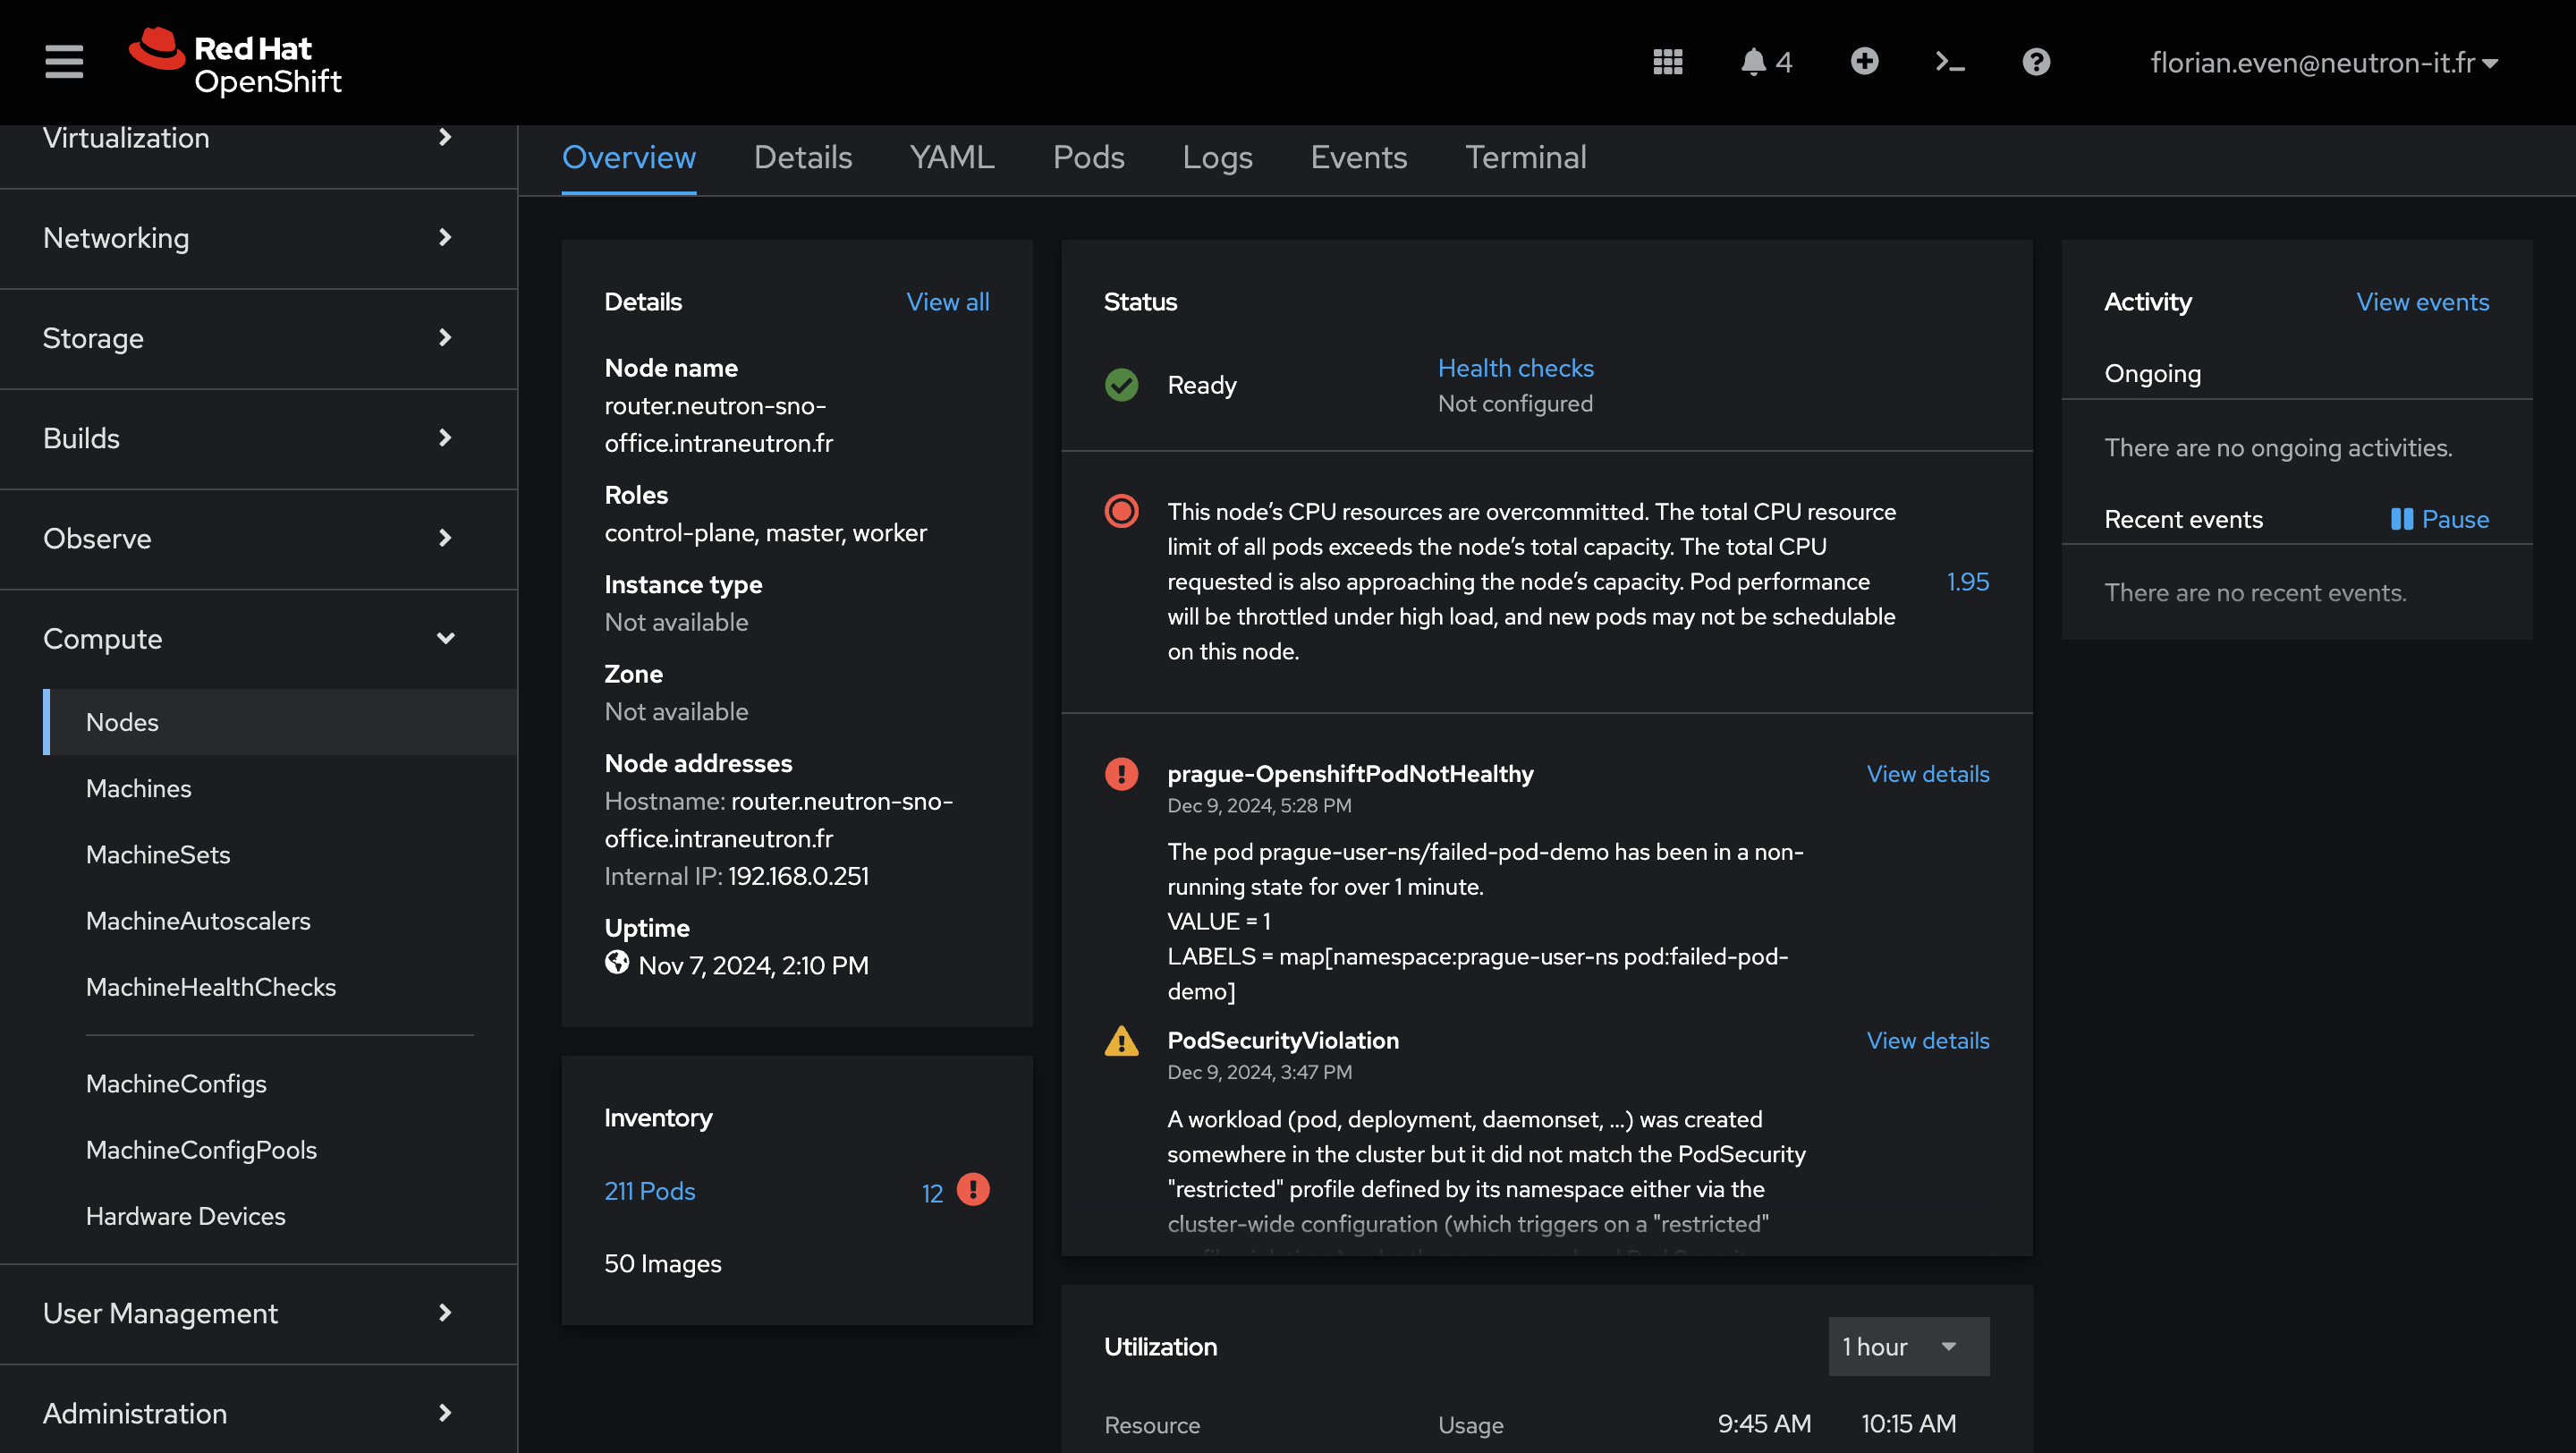 Red Hat
OpenShift
4
florian.even@neutron-it.fr
Virtualization
Networking
Storage
Builds
Observe
Compute
Nodes
Machines
MachineSets
MachineAutoscalers
MachineHealthChecks
MachineConfigs
MachineConfigPools
Hardware Devices
User Management
Administration
Overview
Details
YAML
Pods
Logs
Events
Terminal
Details
View all
Node name
router.neutron-sno-
office.intraneutron.fr
Roles
control-plane, master, worker
Instance type
Not available
Zone
Not available
Node addresses
Hostname: router.neutron-sno-
office.intraneutron.fr
Internal IP: 192.168.0.251
Uptime
Nov 7, 2024, 2:10 PM
Inventory
211 Pods
12
50 Images
Status
Ready
Health checks
Not configured
This node’s CPU resources are overcommitted. The total CPU resource
limit of all pods exceeds the node’s total capacity. The total CPU
requested is also approaching the node’s capacity. Pod performance
will be throttled under high load, and new pods may not be schedulable
on this node.
1.95
prague-OpenshiftPodNotHealthy
View details
Dec 9, 2024, 5:28 PM
The pod prague-user-ns/failed-pod-demo has been in a non-
running state for over 1 minute.
VALUE = 1
LABELS = map[namespace:prague-user-ns pod:failed-pod-
demo]
PodSecurityViolation
View details
Dec 9, 2024, 3:47 PM
A workload (pod, deployment, daemonset, ...) was created
somewhere in the cluster but it did not match the PodSecurity
"restricted" profile defined by its namespace either via the
cluster-wide configuration (which triggers on a "restricted"
Utilization
1 hour
Resource
Usage
9:45 AM
10:15 AM
Activity
View events
Ongoing
There are no ongoing activities.
Recent events
Pause
There are no recent events.